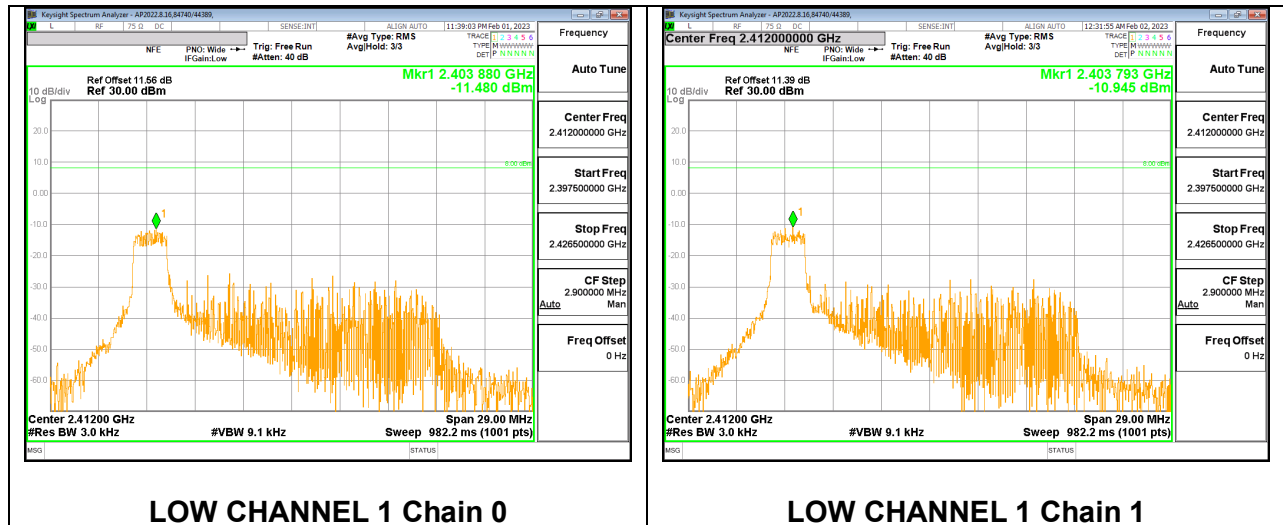 Keysight Spectrum Analyzer - AP2022.8.16,84740/44389,
L RF 75 Ω DC SENSE:INT ALIGN AUTO 11:39:03 PM Feb 01, 2023
NFE PNO: Wide IFGain:Low
Trig: Free Run
#Atten: 40 dB
#Avg Type: RMS
Avg|Hold: 3/3
TRACE 1 2 3 4 5 6
TYPE M WWWWW
DET P N N N N N
Ref Offset 11.56 dB
Ref 30.00 dBm
10 dB/div
Log
Mkr1 2.403 880 GHz
-11.480 dBm
20.0
10.0
8.00 dBm
0.00
1
-10.0
-20.0
-30.0
-40.0
-50.0
-60.0
Center 2.41200 GHz
Span 29.00 MHz
#Res BW 3.0 kHz
#VBW 9.1 kHz
Sweep 982.2 ms (1001 pts)
MSG
STATUS
Frequency
Auto Tune
Center Freq
2.412000000 GHz
Start Freq
2.397500000 GHz
Stop Freq
2.426500000 GHz
CF Step
2.900000 MHz
Auto Man
Freq Offset
0 Hz
LOW CHANNEL 1 Chain 0
Keysight Spectrum Analyzer - AP2022.8.16,84740/44389,
L RF 75 Ω DC SENSE:INT ALIGN AUTO 12:31:55 AM Feb 02, 2023
Center Freq 2.412000000 GHz
NFE PNO: Wide IFGain:Low
Trig: Free Run
#Atten: 40 dB
#Avg Type: RMS
Avg|Hold: 3/3
TRACE 1 2 3 4 5 6
TYPE M WWWWW
DET P N N N N N
Ref Offset 11.39 dB
Ref 30.00 dBm
10 dB/div
Log
Mkr1 2.403 793 GHz
-10.945 dBm
20.0
10.0
8.00 dBm
0.00
1
-10.0
-20.0
-30.0
-40.0
-50.0
-60.0
Center 2.41200 GHz
Span 29.00 MHz
#Res BW 3.0 kHz
#VBW 9.1 kHz
Sweep 982.2 ms (1001 pts)
MSG
STATUS
Frequency
Auto Tune
Center Freq
2.412000000 GHz
Start Freq
2.397500000 GHz
Stop Freq
2.426500000 GHz
CF Step
2.900000 MHz
Auto Man
Freq Offset
0 Hz
LOW CHANNEL 1 Chain 1